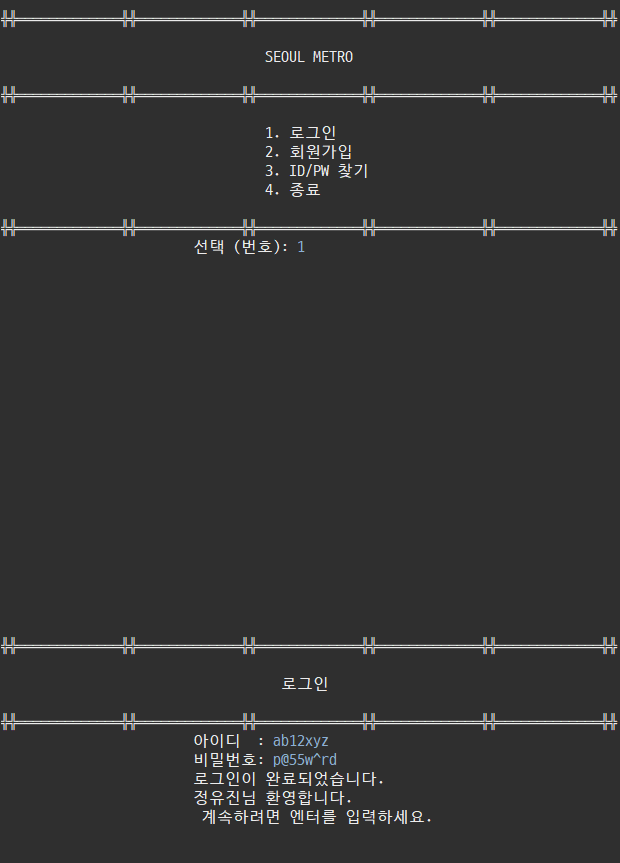 SEOUL METRO
1. 로그인
2. 회원가입
3. ID/PW 찾기
4. 종료
선택 (번호): 1
로그인
아이디  : ab12xyz
비밀번호: p@55w^rd
로그인이 완료되었습니다.
정유진님 환영합니다.
계속하려면 엔터를 입력하세요.